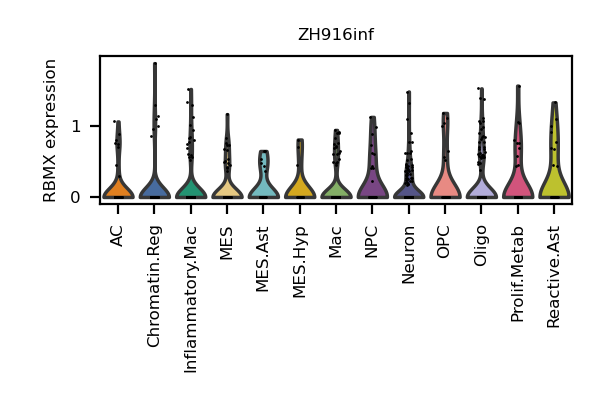 ZH916inf
RBMX expression
1
0
AC
Chromatin.Reg
Inflammatory.Mac
MES
MES.Ast
MES.Hyp
Mac
NPC
Neuron
OPC
Oligo
Prolif.Metab
Reactive.Ast